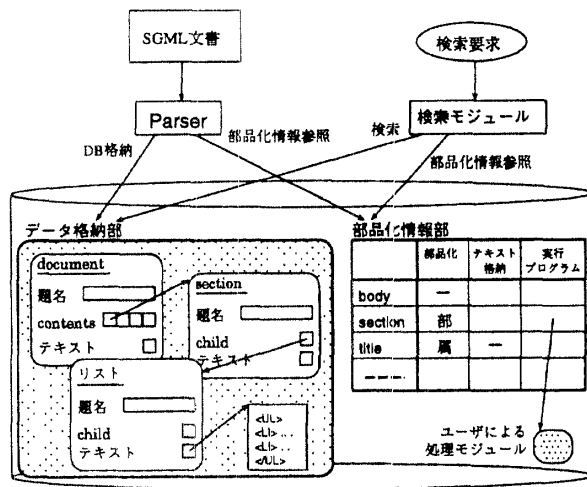 SGML文書
検索要求
Parser
検索モジュール
DB格納
部品化情報参照
検索
部品化情報参照
データ格納部
document
題名
contents
テキスト
section
題名
child
テキスト
リスト
題名
child
テキスト
<UL>
<LI> ...
<LI> ...
</UL>
部品化情報部
部品化 テキスト格納 実行プログラム
body ー
section 部
title 属 ー
ユーザによる
処理モジュール